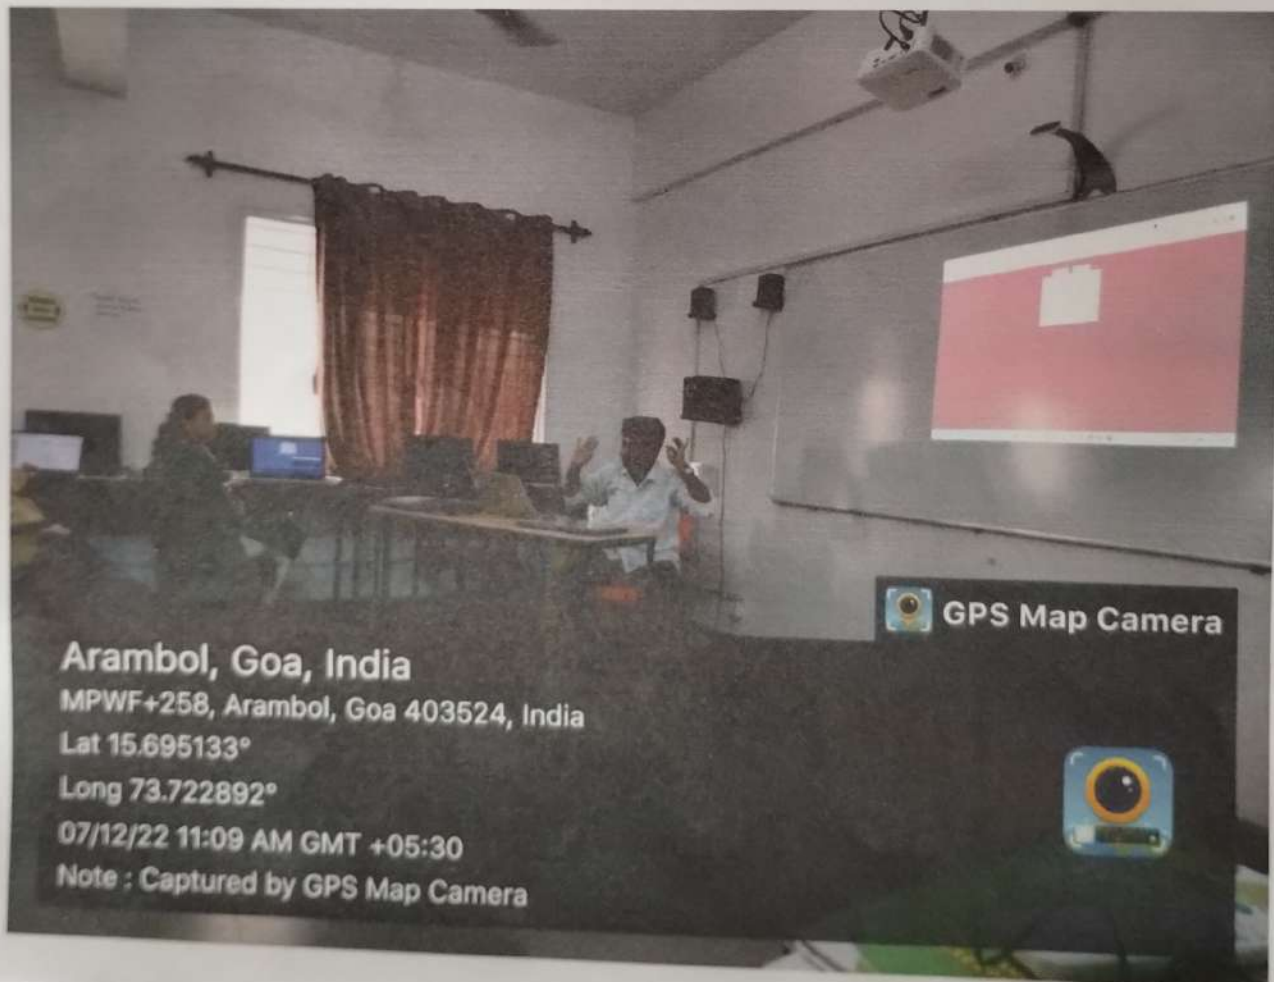 GPS Map Camera
Arambol, Goa, India
MPWF+258, Arambol, Goa 403524, India
Lat 15.695133°
Long 73.722892°
07/12/22 11:09 AM GMT +05:30
Note : Captured by GPS Map Camera